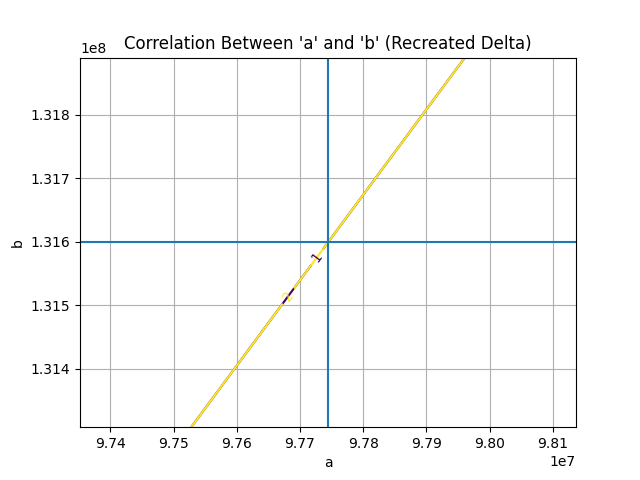 Correlation Between 'a' and 'b' (Recreated Delta)
1e8
1.318
1.317
1.316
1.315
1.314
b
1
9.74 9.75 9.76 9.77 9.78 9.79 9.80 9.81
a
1e7